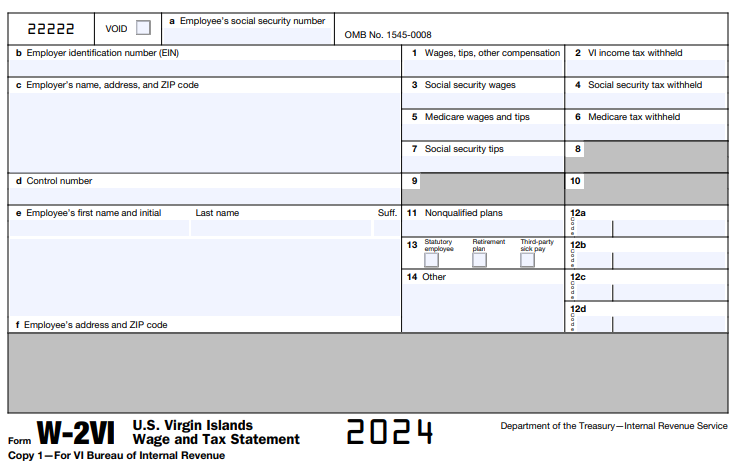 22222
VOID
a Employee's social security number
OMB No. 1545-0008
b Employer identification number (EIN)
1 Wages, tips, other compensation
2 VI income tax withheld
c Employer's name, address, and ZIP code
3 Social security wages
4 Social security tax withheld
5 Medicare wages and tips
6 Medicare tax withheld
7 Social security tips
8
d Control number
9
10
e Employee's first name and initial
Last name
Suff.
11 Nonqualified plans
12a
Code
13 Statutory employee
Retirement plan
Third-party sick pay
12b
Code
14 Other
12c
Code
12d
Code
f Employee's address and ZIP code
Form W-2VI
U.S. Virgin Islands
Wage and Tax Statement
2024
Department of the Treasury—Internal Revenue Service
Copy 1—For VI Bureau of Internal Revenue